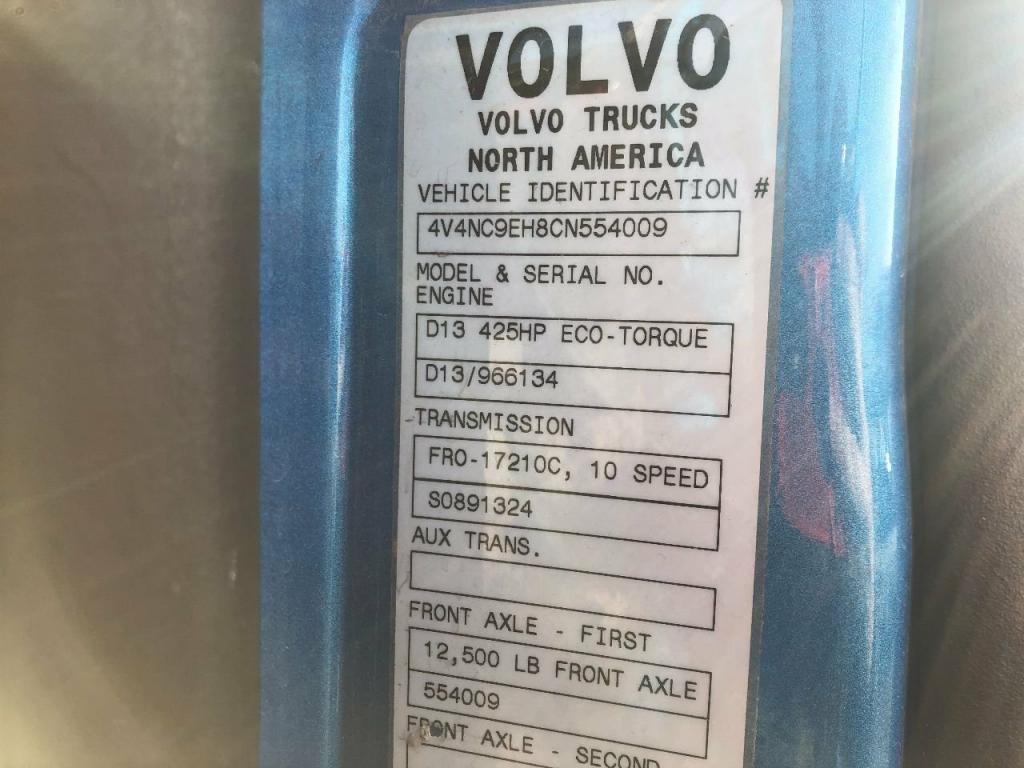 VOLVO
VOLVO TRUCKS
NORTH AMERICA
VEHICLE IDENTIFICATION #
4V4NC9EH8CN554009
MODEL & SERIAL NO.
ENGINE
D13 425HP ECO-TORQUE
D13/966134
TRANSMISSION
FRO-17210C, 10 SPEED
S0891324
AUX TRANS.
FRONT AXLE - FIRST
12,500 LB FRONT AXLE
554009
FRONT AXLE - SECOND